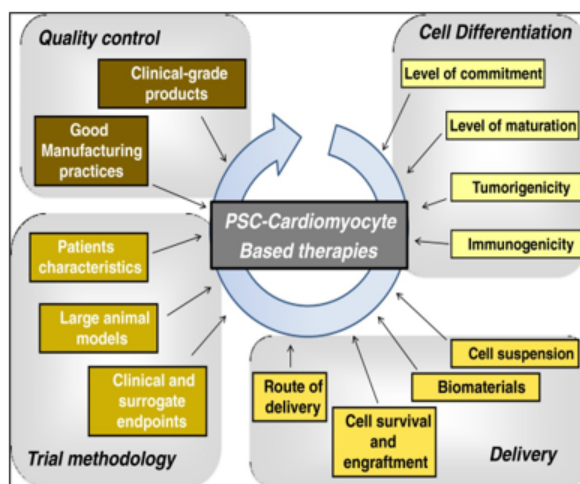 Quality control
Clinical-grade
products
Good
Manufacturing
practices
Cell Differentiation
Level of commitment
Level of maturation
Tumorigenicity
Immunogenicity
PSC-Cardiomyocyte
Based therapies
Patients
characteristics
Large animal
models
Clinical and
surrogate
endpoints
Trial methodology
Cell suspension
Biomaterials
Route of
delivery
Cell survival
and
engraftment
Delivery